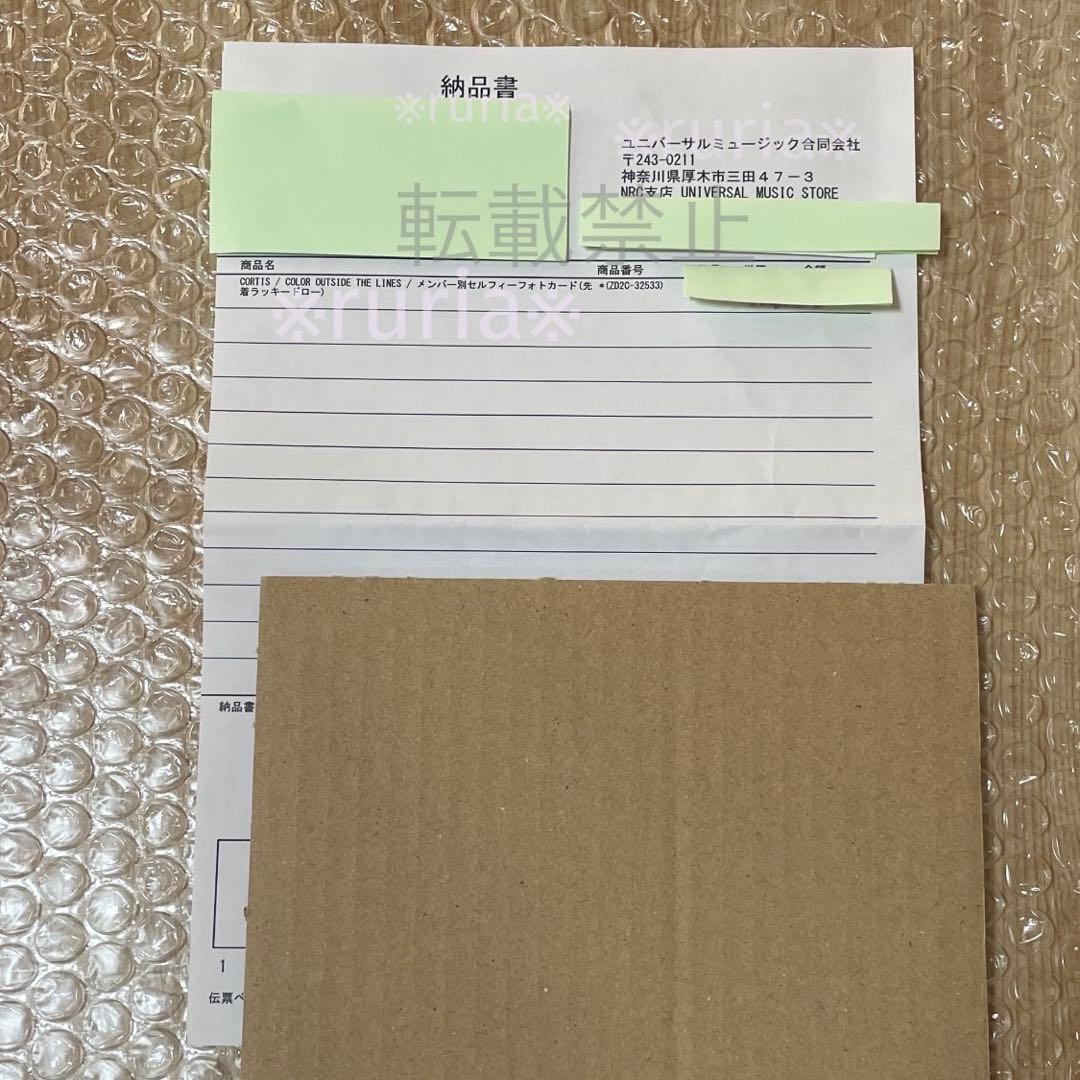 納品書
※ruria※
※ruria※
ユニバーサルミュージック合同会社
〒243-0211
神奈川県厚木市三田47-3
NRC支店 UNIVERSAL MUSIC STORE
転載禁止
商品名 商品番号
CORTIS / COLOR OUTSIDE THE LINES / メンバー別セルフィーフォトカード(先 *(ZD2C-32533)
着ラッキードロー)
※ruria※
納品書
1
伝票ペ